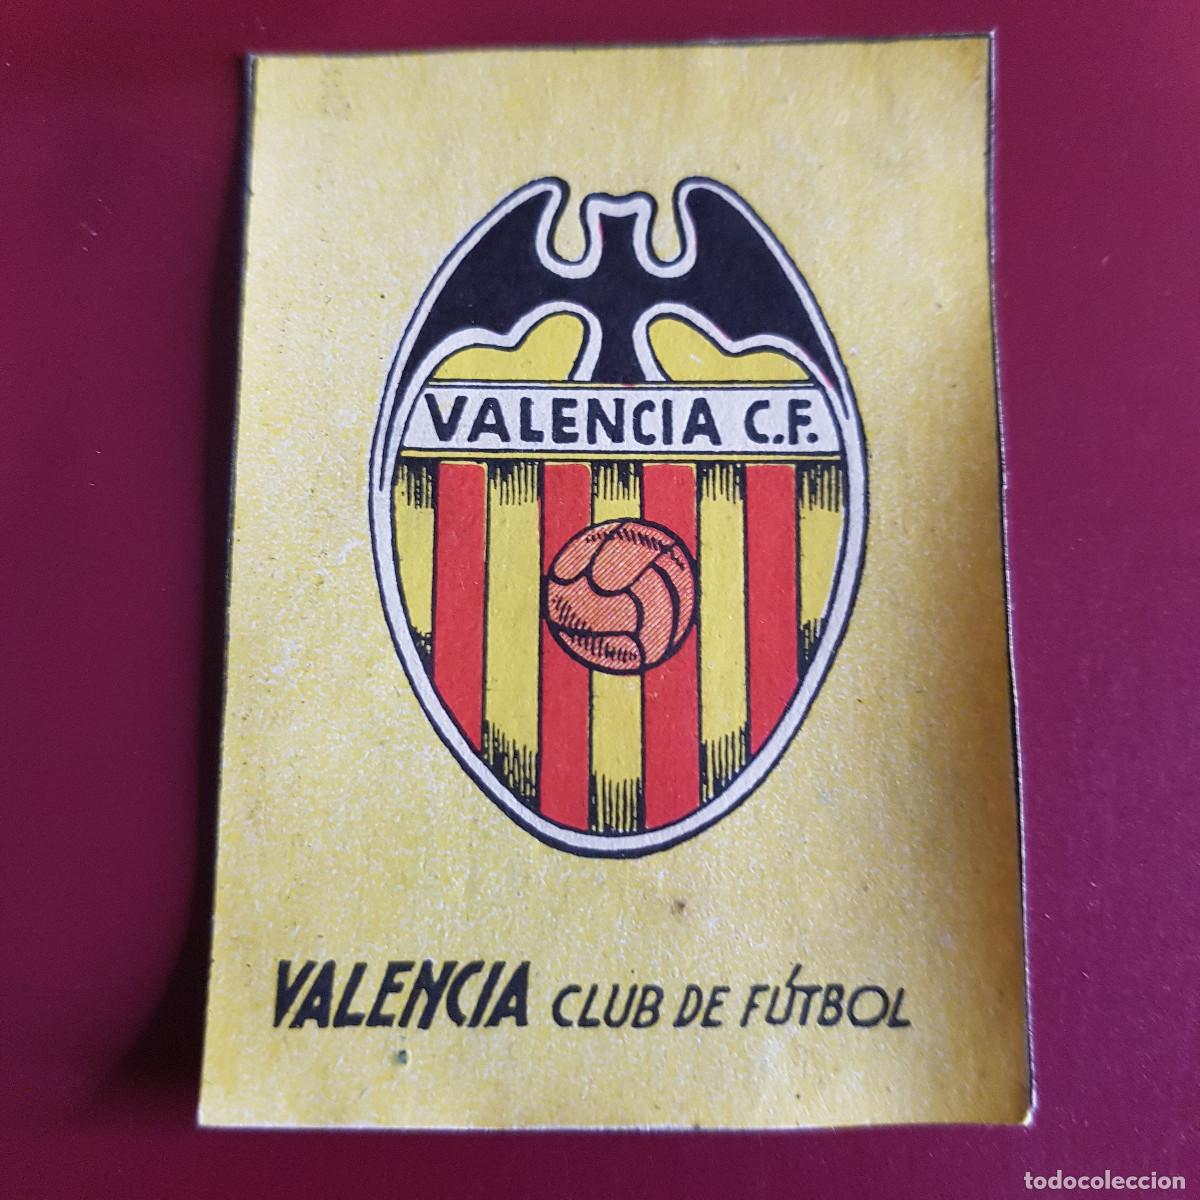 VALENCIA C.F.
VALENCIA CLUB DE FÚTBOL
todocoleccion